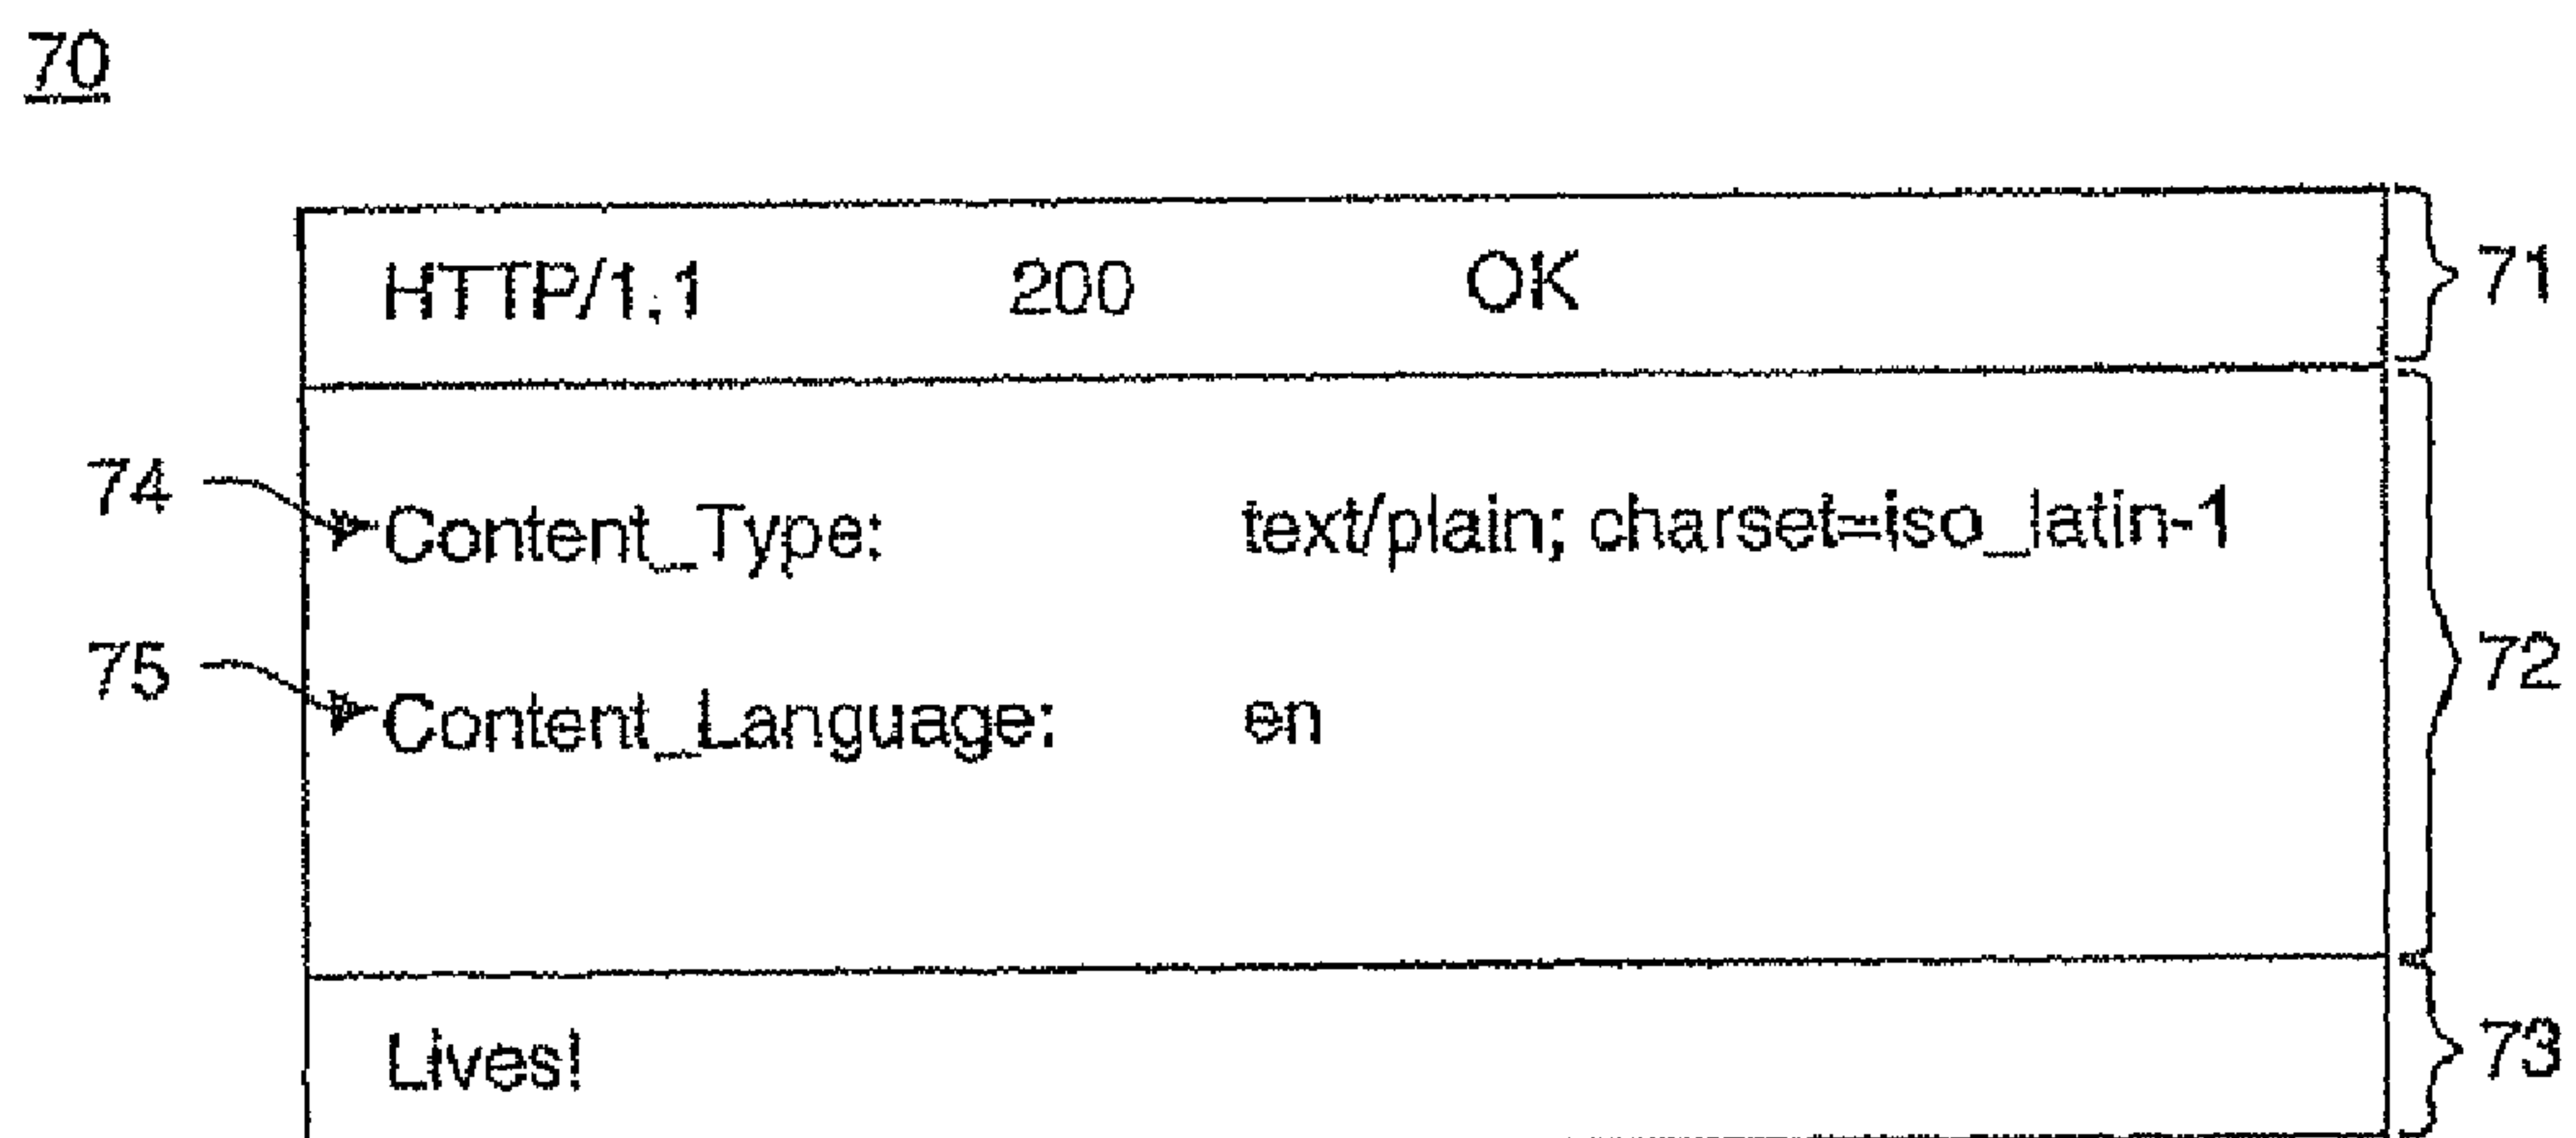 70
HTTP/1.1 200 OK 71
74 Content_Type: text/plain; charset=iso_latin-1
75 Content_Language: en 72
Lives! 73